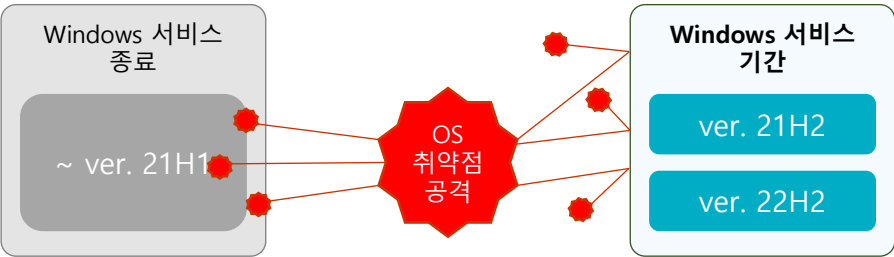 Windows 서비스
종료
~ ver. 21H1
OS
취약점
공격
Windows 서비스
기간
ver. 21H2
ver. 22H2